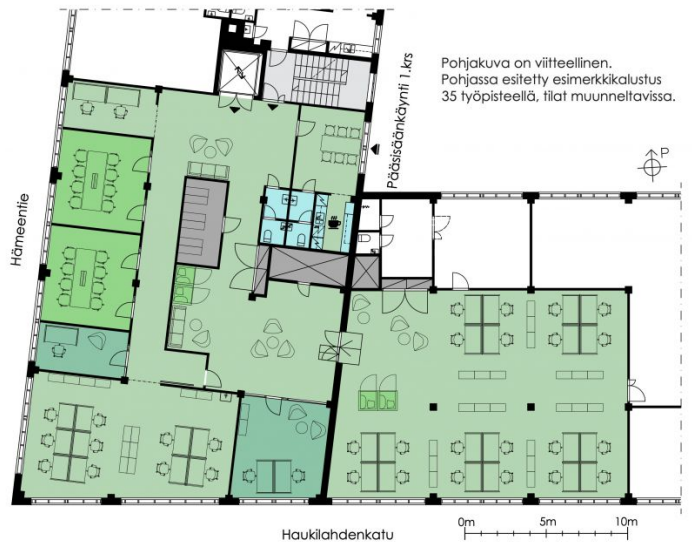 Pohjakuva on viitteellinen.
Pohjassa esitetty esimerkkikalustus
35 työpisteellä, tilat muunneltavissa.
P
Pääsisäänkäynti 1.krs
Hämeentie
Haukilahdenkatu
0m 5m 10m